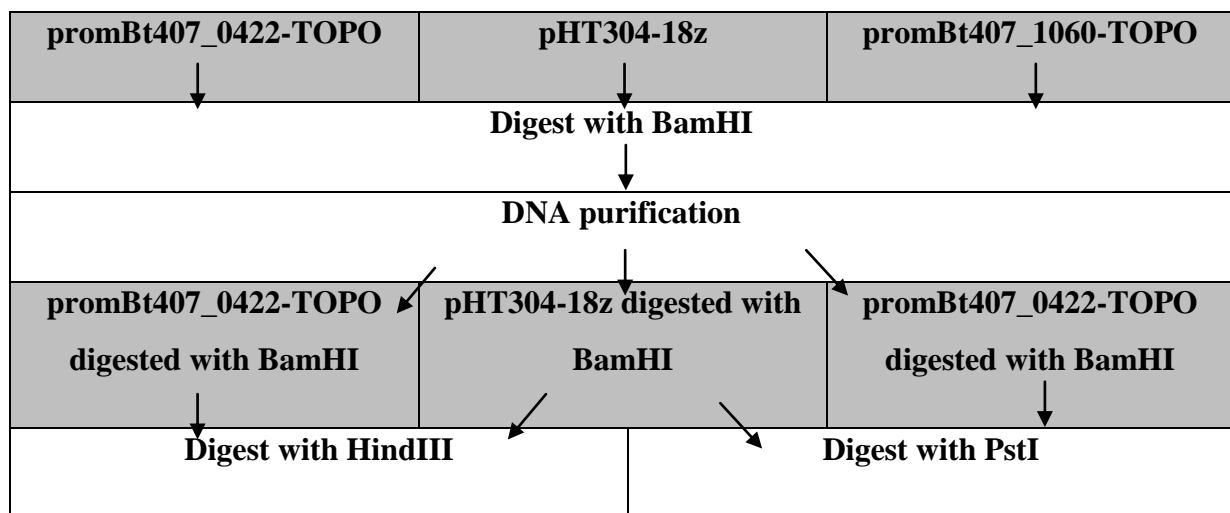 promBt407_0422-TOPO
pHT304-18z
promBt407_1060-TOPO
Digest with BamHI
DNA purification
promBt407_0422-TOPO
digested with BamHI
pHT304-18z digested with
BamHI
promBt407_0422-TOPO
digested with BamHI
Digest with HindIII
Digest with PstI